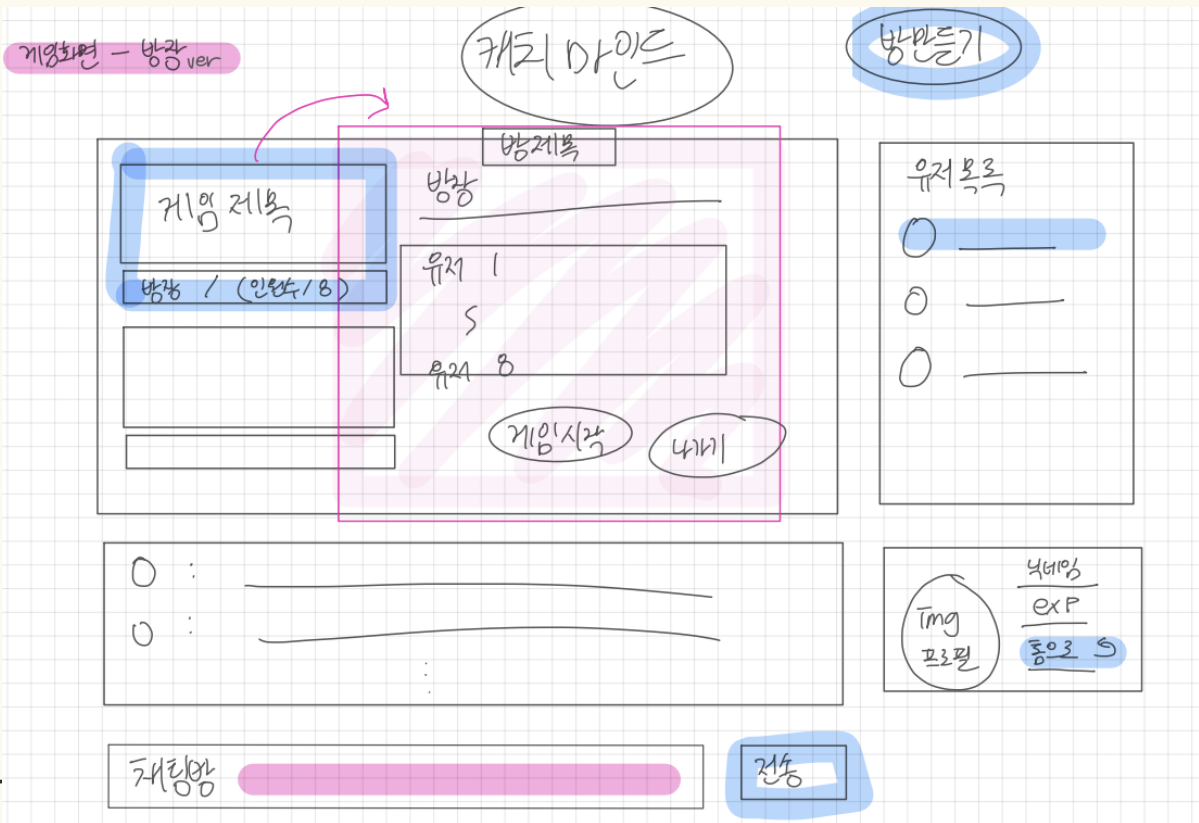 게임화면 - 방장 ver
캐치 마인드
방만들기
게임 제목
방장 / (인원수/8)
방제목
방장
유저 1
유저 8
게임시작
나가기
유저 목록
닉네임
exp
Img
프로필
홈으로
채팅방
전송